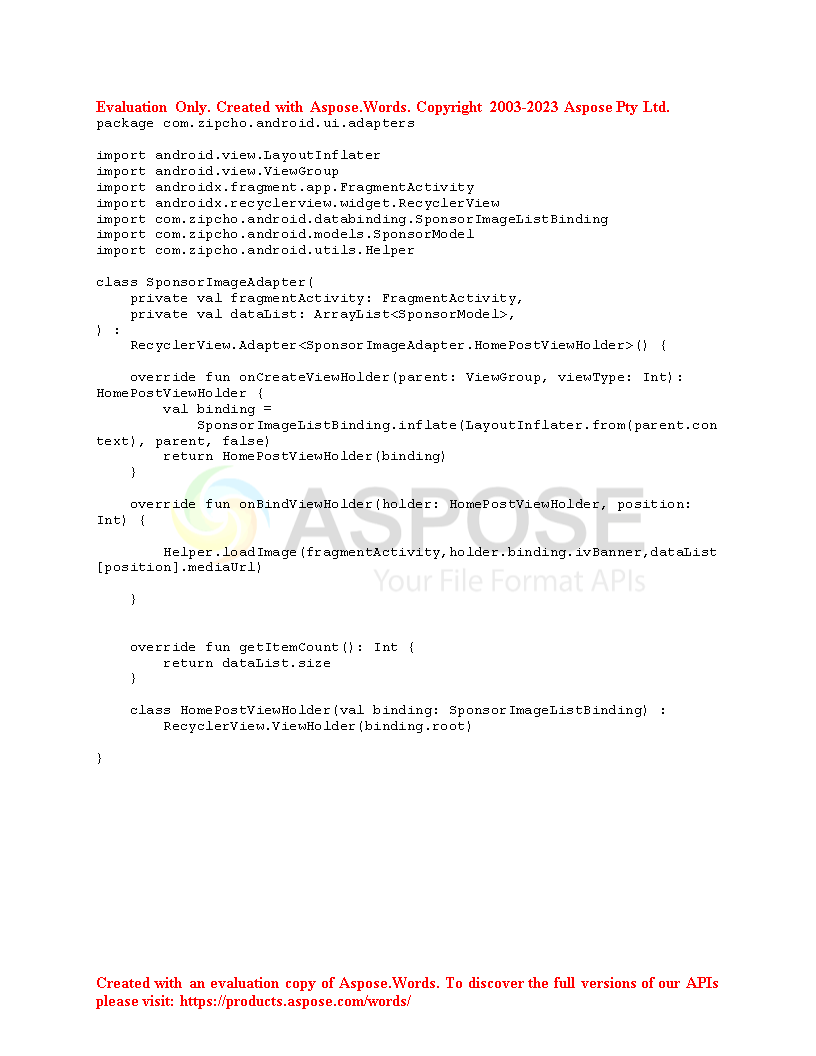 Evaluation Only. Created with Aspose.Words. Copyright 2003-2023 Aspose Pty Ltd.
package com.zipcho.android.ui.adapters

import android.view.LayoutInflater
import android.view.ViewGroup
import androidx.fragment.app.FragmentActivity
import androidx.recyclerview.widget.RecyclerView
import com.zipcho.android.databinding.SponsorImageListBinding
import com.zipcho.android.models.SponsorModel
import com.zipcho.android.utils.Helper

class SponsorImageAdapter(
    private val fragmentActivity: FragmentActivity,
    private val dataList: ArrayList<SponsorModel>,
) :
    RecyclerView.Adapter<SponsorImageAdapter.HomePostViewHolder>() {

    override fun onCreateViewHolder(parent: ViewGroup, viewType: Int):
HomePostViewHolder {
        val binding =
            SponsorImageListBinding.inflate(LayoutInflater.from(parent.con
text), parent, false)
        return HomePostViewHolder(binding)
    }

    override fun onBindViewHolder(holder: HomePostViewHolder, position:
Int) {
ASPOSE

        Helper.loadImage(fragmentActivity,holder.binding.ivBanner,dataList
[position].mediaUrl)
Your File Format APIs

    }


    override fun getItemCount(): Int {
        return dataList.size
    }

    class HomePostViewHolder(val binding: SponsorImageListBinding) :
        RecyclerView.ViewHolder(binding.root)

}

Created with an evaluation copy of Aspose.Words. To discover the full versions of our APIs
please visit: https://products.aspose.com/words/